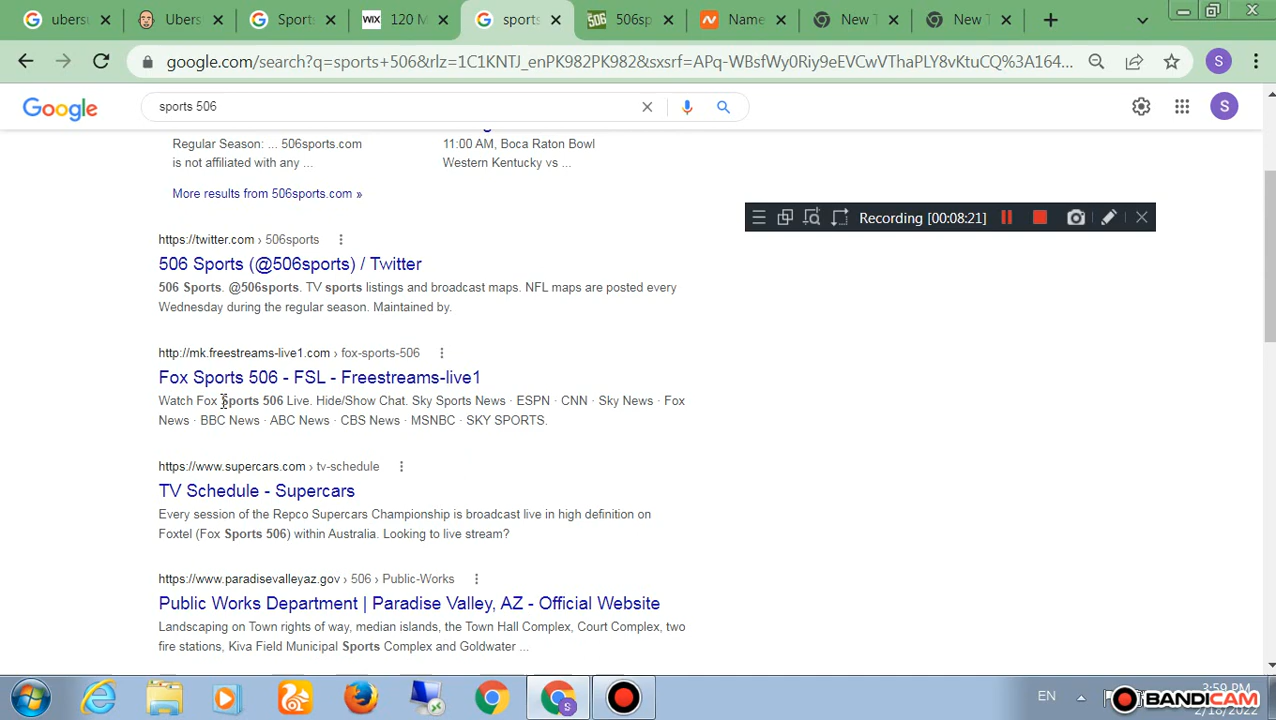 ubersu
Ubers
Sport
WIX 120 M
sports
506 506sp
Name
New T
New T
google.com/search?q=sports+506&rlz=1C1KNTJ_enPK982PK982&sxsrf=APq-WBsfWy0Riy9eEVCwVThaPLY8vKtuCQ%3A164...
S
Google
sports 506
S
Regular Season: ... 506sports.com
is not affiliated with any ...
11:00 AM, Boca Raton Bowl
Western Kentucky vs ...
More results from 506sports.com »
Recording [00:08:21]
https://twitter.com › 506sports
506 Sports (@506sports) / Twitter
506 Sports. @506sports. TV sports listings and broadcast maps. NFL maps are posted every
Wednesday during the regular season. Maintained by.
http://mk.freestreams-live1.com › fox-sports-506
Fox Sports 506 - FSL - Freestreams-live1
Watch Fox Sports 506 Live. Hide/Show Chat. Sky Sports News · ESPN · CNN · Sky News · Fox
News · BBC News · ABC News · CBS News · MSNBC · SKY SPORTS.
https://www.supercars.com › tv-schedule
TV Schedule - Supercars
Every session of the Repco Supercars Championship is broadcast live in high definition on
Foxtel (Fox Sports 506) within Australia. Looking to live stream?
https://www.paradisevalleyaz.gov › 506 › Public-Works
Public Works Department | Paradise Valley, AZ - Official Website
Landscaping on Town rights of way, median islands, the Town Hall Complex, Court Complex, two
fire stations, Kiva Field Municipal Sports Complex and Goldwater ...
EN
3:59 PM
2/18/2022
BANDICAM